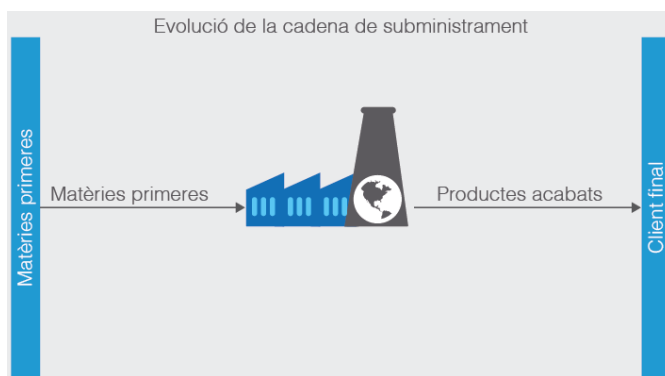 Evolució de la cadena de subministrament
Matèries primeres
Matèries primeres
Productes acabats
Client final